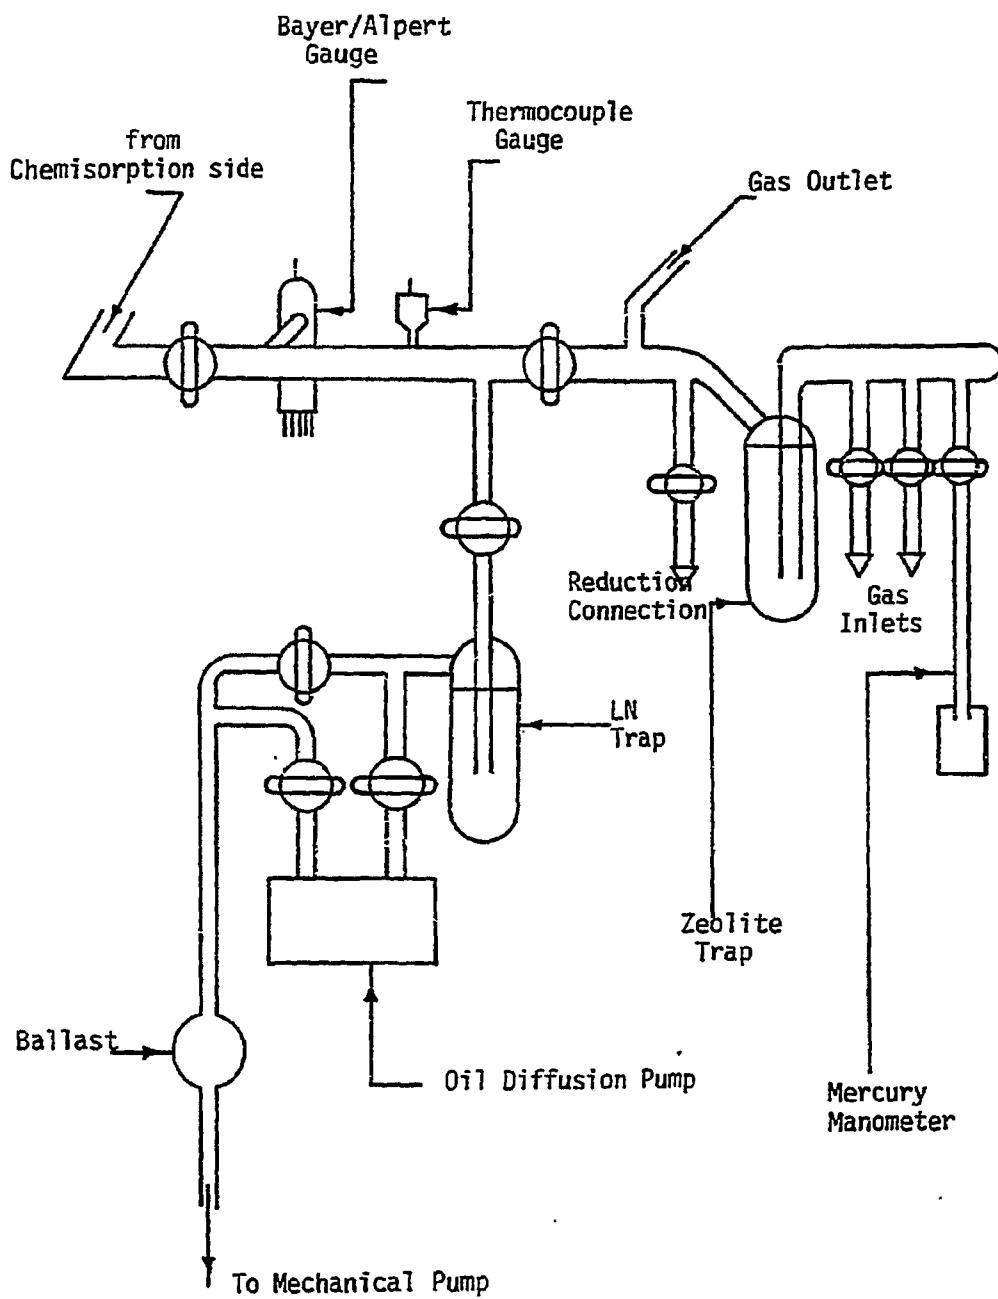 Bayer/Alpert
Gauge
Thermocouple
Gauge
from
Chemisorption side
Gas Outlet
Reduction
Connection
Gas
Inlets
LN
Trap
Zeolite
Trap
Ballast
Oil Diffusion Pump
Mercury
Manometer
To Mechanical Pump